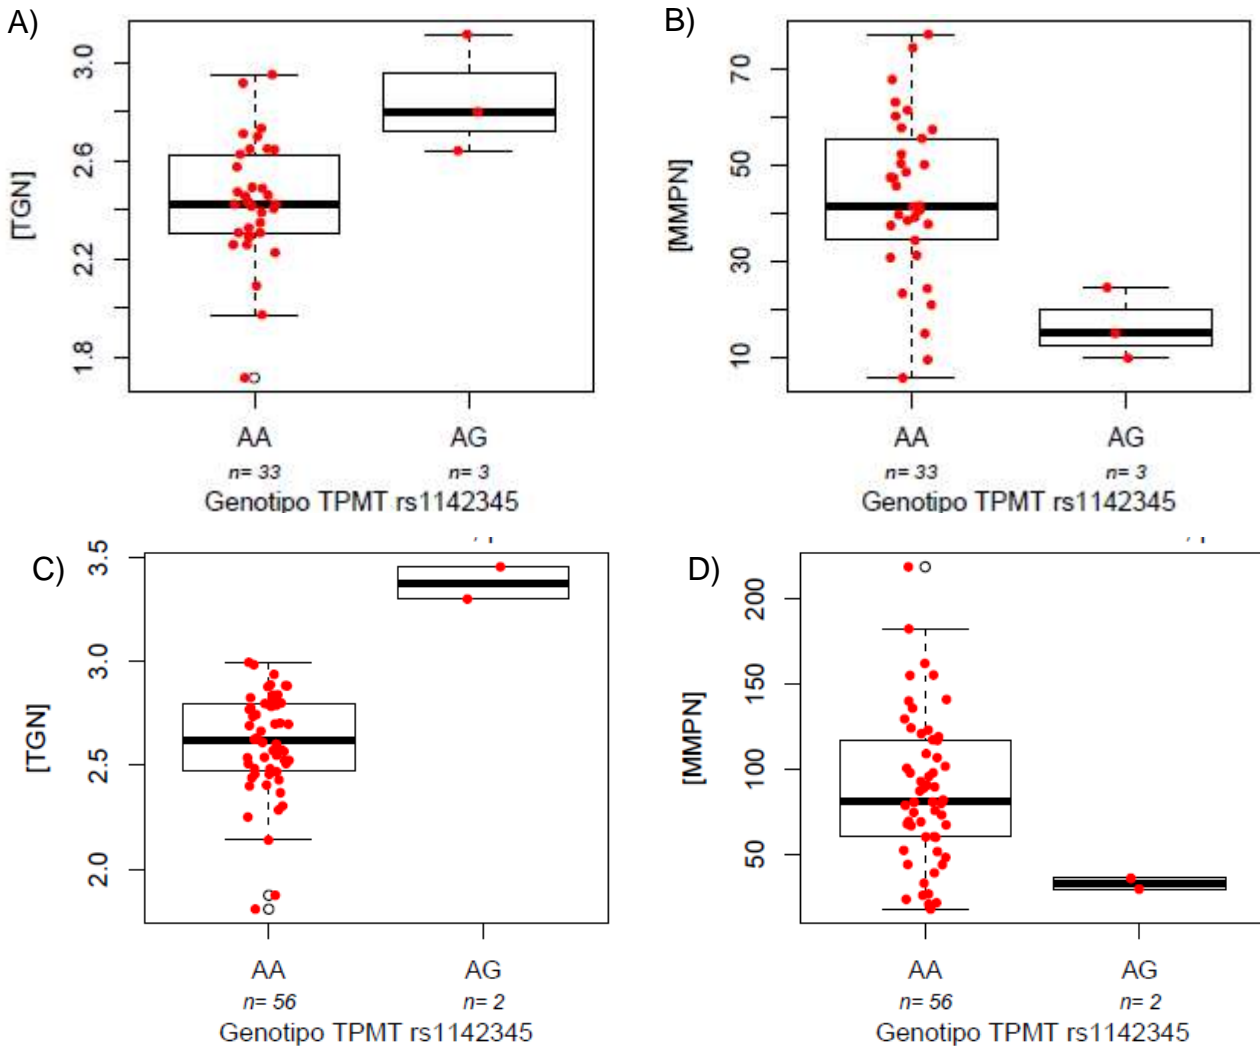 A)
[TGN]
3.0
2.6
2.2
1.8
AA
AG
n= 33
n= 3
Genotipo TPMT rs1142345
B)
[MMPN]
70
50
30
10
AA
AG
n= 33
n= 3
Genotipo TPMT rs1142345
C)
[TGN]
3.5
3.0
2.5
2.0
AA
AG
n= 56
n= 2
Genotipo TPMT rs1142345
D)
[MMPN]
200
150
100
50
AA
AG
n= 56
n= 2
Genotipo TPMT rs1142345